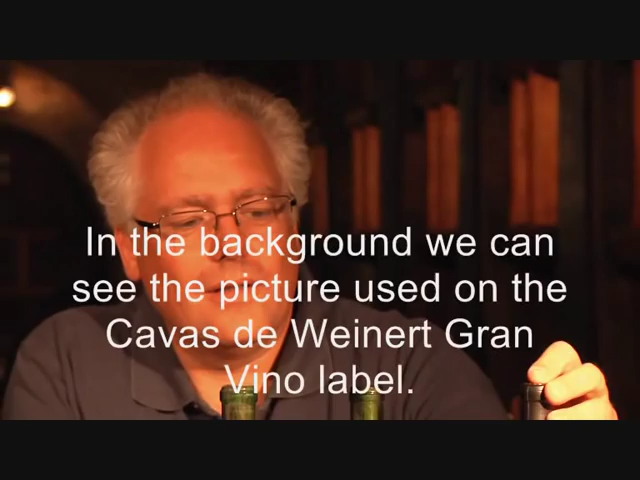 In the background we can
see the picture used on the
Cavas de Weinert Gran
Vino label.